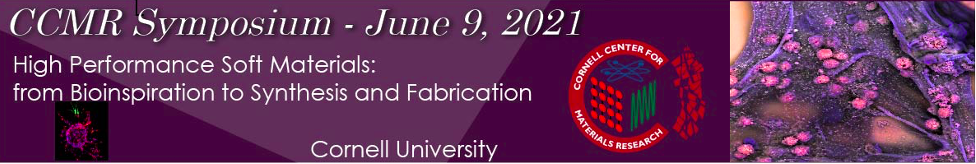 CCMR Symposium - June 9, 2021
High Performance Soft Materials:
from Bioinspiration to Synthesis and Fabrication
Cornell University
CORNELL CENTER FOR
MATERIALS RESEARCH